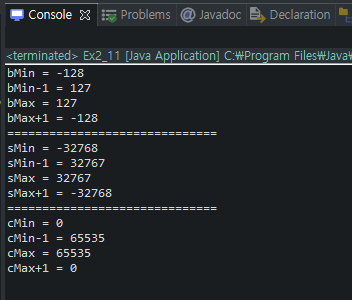 Console Problems @ Javadoc Declaration
<terminated> Ex2_11 [Java Application] C:₩Program Files₩Java₩
bMin = -128
bMin-1 = 127
bMax = 127
bMax+1 = -128
==============================
sMin = -32768
sMin-1 = 32767
sMax = 32767
sMax+1 = -32768
==============================
cMin = 0
cMin-1 = 65535
cMax = 65535
cMax+1 = 0